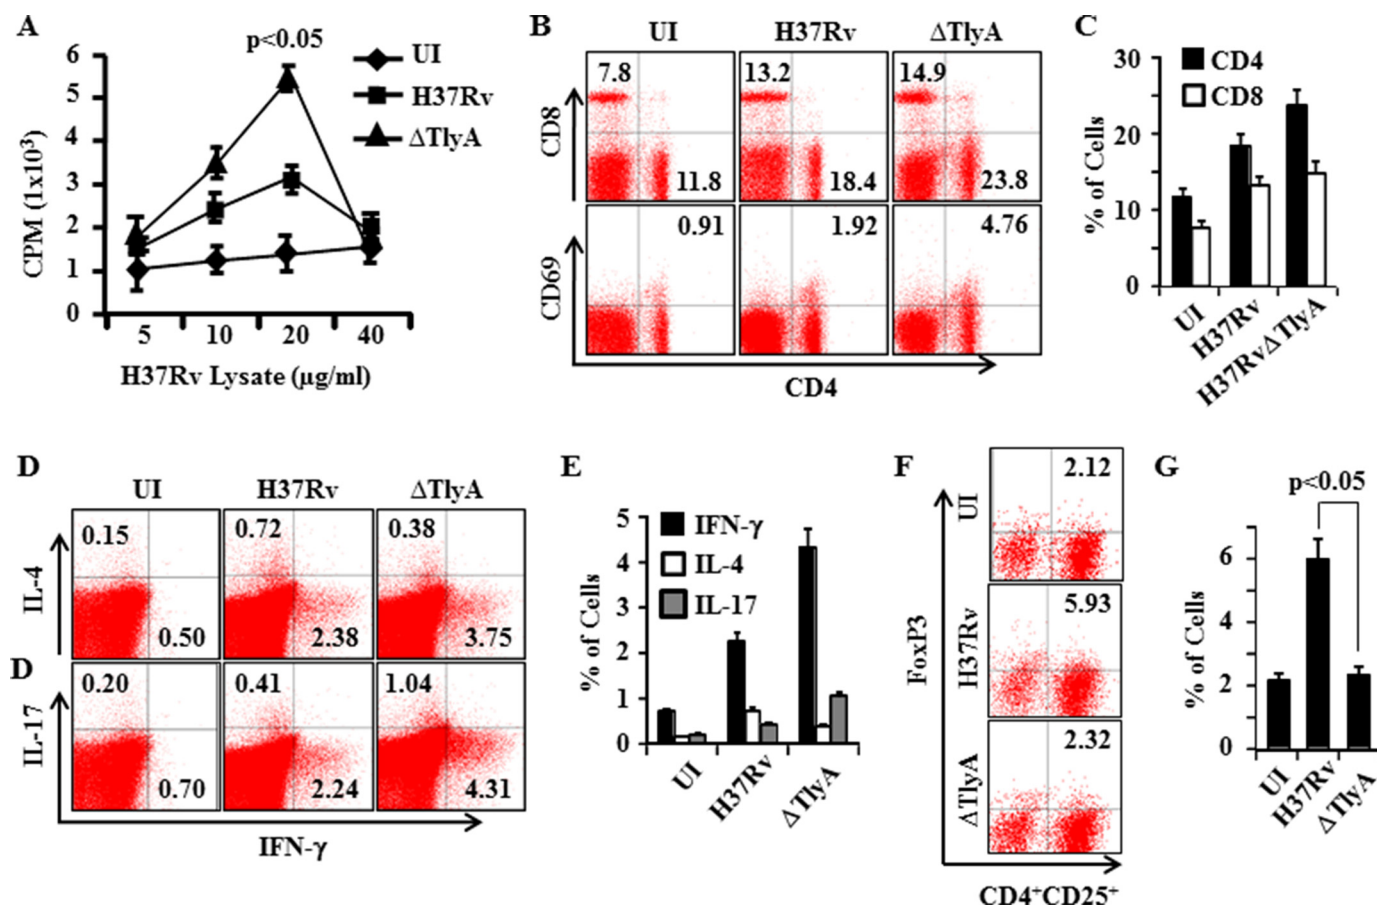 A
p<0.05
UI
H37Rv
ΔTlyA
CPM (1x10³)
6
5
4
3
2
1
0
5 10 20 40
H37Rv Lysate (µg/ml)
B
UI H37Rv ΔTlyA
CD8
7.8 13.2 14.9
11.8 18.4 23.8
CD69
0.91 1.92 4.76
CD4
C
CD4
CD8
% of Cells
30
20
10
0
UI
H37Rv
H37RvΔTlyA
D
UI H37Rv ΔTlyA
IL-4
0.15 0.72 0.38
0.50 2.38 3.75
D
IL-17
0.20 0.41 1.04
0.70 2.24 4.31
IFN-γ
E
IFN-γ
IL-4
IL-17
% of Cells
5
4
3
2
1
0
UI
H37Rv
ΔTlyA
F
FoxP3
UI
2.12
H37Rv
5.93
ΔTlyA
2.32
CD4⁺CD25⁺
G
p<0.05
% of Cells
6
4
2
0
UI
H37Rv
ΔTlyA